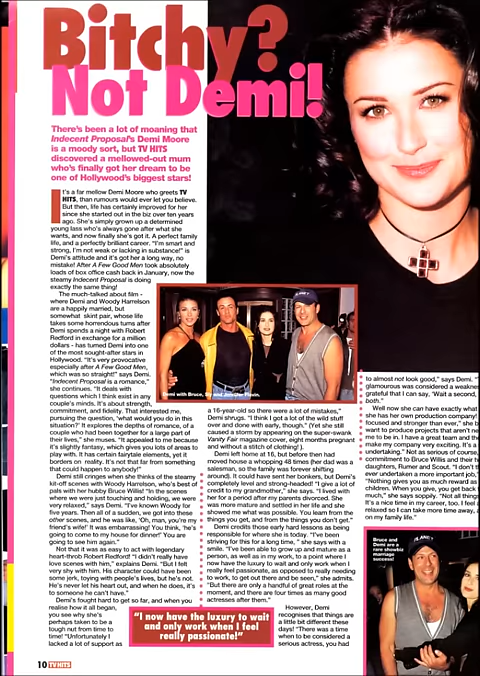 Bitchy?
Not Demi!
There's been a lot of moaning that
Indecent Proposal's Demi Moore
is a moody sort, but TV HITS
discovered a mellowed-out mum
who's finally got her dream to be
one of Hollywood's biggest stars!
It's a far mellow Demi Moore who greets TV
HITS, than rumours would ever let you believe.
But then, life has certainly improved for her
since she started out in the biz over ten years
ago. She's simply grown up a determined
young lass who's always gone after what she
wants, and now finally she's got it. A perfect family
life, and a perfectly brilliant career. "I'm smart and
strong, I'm not weak or lacking in substance!" is
Demi's attitude and it's got her a long way, no
mistake! After A Few Good Men took absolutely
loads of box office cash back in January, now the
steamy Indecent Proposal is doing
exactly the same thing!
The much-talked about film -
where Demi and Woody Harrelson
are a happily married, but
somewhat skint pair, whose life
takes some horrendous turns after
Demi spends a night with Robert
Redford in exchange for a million
dollars - has turned Demi into one
of the most sought-after stars in
Hollywood. "It's very provocative
especially after A Few Good Men,
which was so straight!" says Demi.
"Indecent Proposal is a romance,"
she continues. "It deals with
questions which I think exist in any
couple's minds. It's about strength,
commitment, and fidelity. That interested me,
pursuing the question, 'what would you do in this
situation?' It explores the depths of romance, of a
couple who had been together for a large part of
their lives," she muses. "It appealed to me because
it's slightly fantasy, which gives you lots of areas to
play with. It has certain fairytale elements, yet it
borders on reality. It's not that far from something
that could happen to anybody!"
Demi still cringes when she thinks of the steamy
kit-off scenes with Woody Harrelson, who's best of
pals with her hubby Bruce Willis! "In the scenes
where we were just touching and holding, we were
very relaxed," says Demi. "I've known Woody for
five years. Then all of a sudden, we got into these
other scenes, and he was like, 'Oh, man, you're my
friend's wife!' It was embarrassing! You think, 'he's
going to come to my house for dinner!' You are
going to see him again."
Not that it was as easy to act with legendary
heart-throb Robert Redford! "I didn't really have
love scenes with him," explains Demi. "But I felt
very shy with him. His character could have been
some jerk, toying with people's lives, but he's not.
He's never let his heart out, and when he does, it's
to someone he can't have."
Demi's fought hard to get so far, and when you
realise how it all began,
you see why she's
perhaps taken to be a
tough nut from time to
time! "Unfortunately I
lacked a lot of support as
Demi with Bruce, Sly and Jennifer Flavin.
a 16-year-old so there were a lot of mistakes,"
Demi shrugs. "I think I got a lot of the wild stuff
over and done with early, though." (Yet she still
caused a storm by appearing on the super-swank
Vanity Fair magazine cover, eight months pregnant
and without a stitch of clothing!).
Demi left home at 16, but before then had
moved house a whopping 48 times (her dad was a
salesman, so the family was forever shifting
around). It could have sent her bonkers, but Demi's
completely level and strong-headed! "I give a lot of
credit to my grandmother," she says. "I lived with
her for a period after my parents divorced. She
was more mature and settled in her life and she
showed me what was possible. You learn from the
things you get, and from the things you don't get."
Demi credits those early hard lessons as being
responsible for where she is today. "I've been
striving for this for a long time," she says with a
smile. "I've been able to grow up and mature as a
person, as well as in my work, to a point where I
now have the luxury to wait and only work when I
really feel passionate, as opposed to really needing
to work, to get out there and be seen," she admits.
"But there are only a handful of great roles at the
moment, and there are four times as many good
actresses after them."
"I now have the luxury to wait
and only work when I feel
really passionate!"
However, Demi
recognises that things are
a little bit different these
days! "There was a time
when to be considered a
serious actress, you had
to almost not look good," says Demi. "
glamorous was considered a weakness
grateful that I can say, 'Wait a second,
both."
Well now she can have exactly what
she has her own production company!
focused and stronger than ever," she b
want to produce projects that aren't nec
me to be in. I have a great team and the
make my company very exciting. It's a
undertaking." Not as serious of course,
commitment to Bruce Willis and their h
daughters, Rumer and Scout. "I don't th
ever undertaken a more important job,"
"Nothing gives you as much reward as
children. When you give, you get back t
much," she says soppily. "Not all things
It's a nice time in my career, too. I feel
relaxed so I can take more time away, a
on my family life."
Bruce and
Demi are a
rare showbiz
marriage
success!
PLANET
10 TV HITS